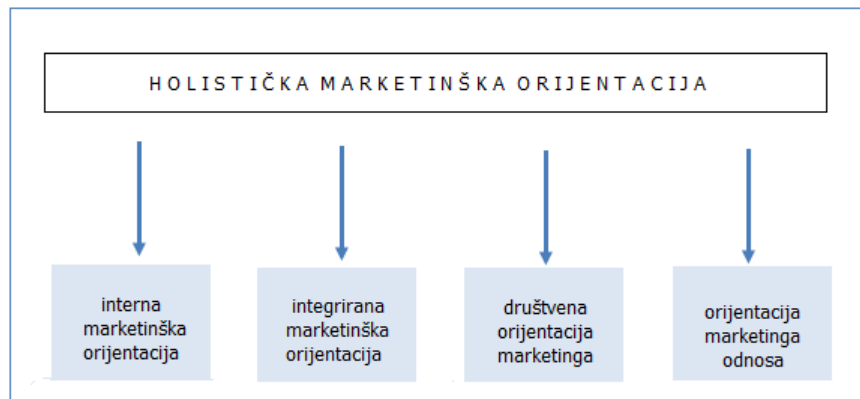 HOLISTIČKA MARKETINŠKA ORIJENTACIJA
interna
marketinška
orijentacija
integrirana
marketinška
orijentacija
društvena
orijentacija
marketinga
orijentacija
marketinga
odnosa